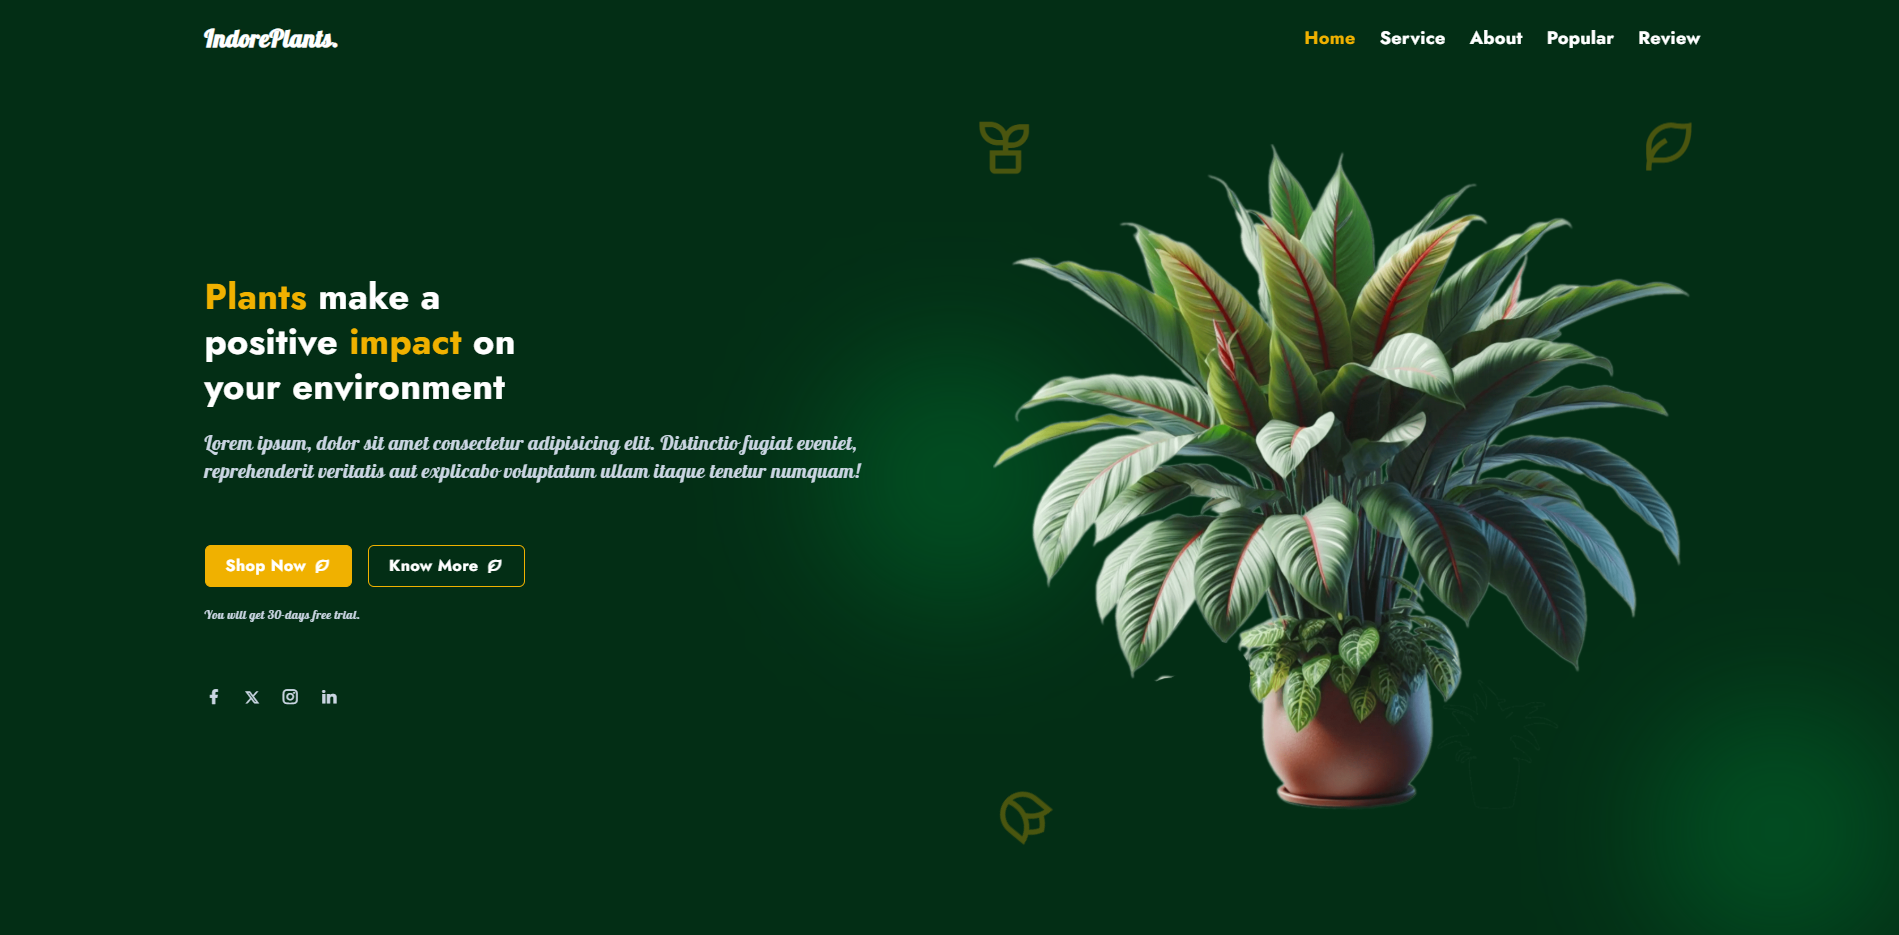 IndorePlants.
Home Service About Popular Review
Plants make a
positive impact on
your environment
Lorem ipsum, dolor sit amet consectetur adipisicing elit. Distinctio fugiat eveniet,
reprehenderit veritatis aut explicabo voluptatum ullam itaque tenetur numquam!
Shop Now Know More
You will get 30-days free trial.